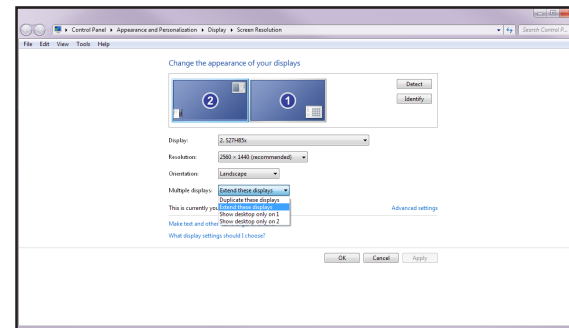 Control Panel ▸ Appearance and Personalization ▸ Display ▸ Screen Resolution
Search Control P...
File Edit View Tools Help
Change the appearance of your displays
2
1
Detect
Identify
Display:
2. S27H85x
Resolution:
2560 × 1440 (recommended)
Orientation:
Landscape
Multiple displays:
Extend these displays
Duplicate these displays
This is currently you
Extend these displays
Advanced settings
Show desktop only on 1
Make text and othe
Show desktop only on 2
What display settings should I choose?
OK Cancel Apply